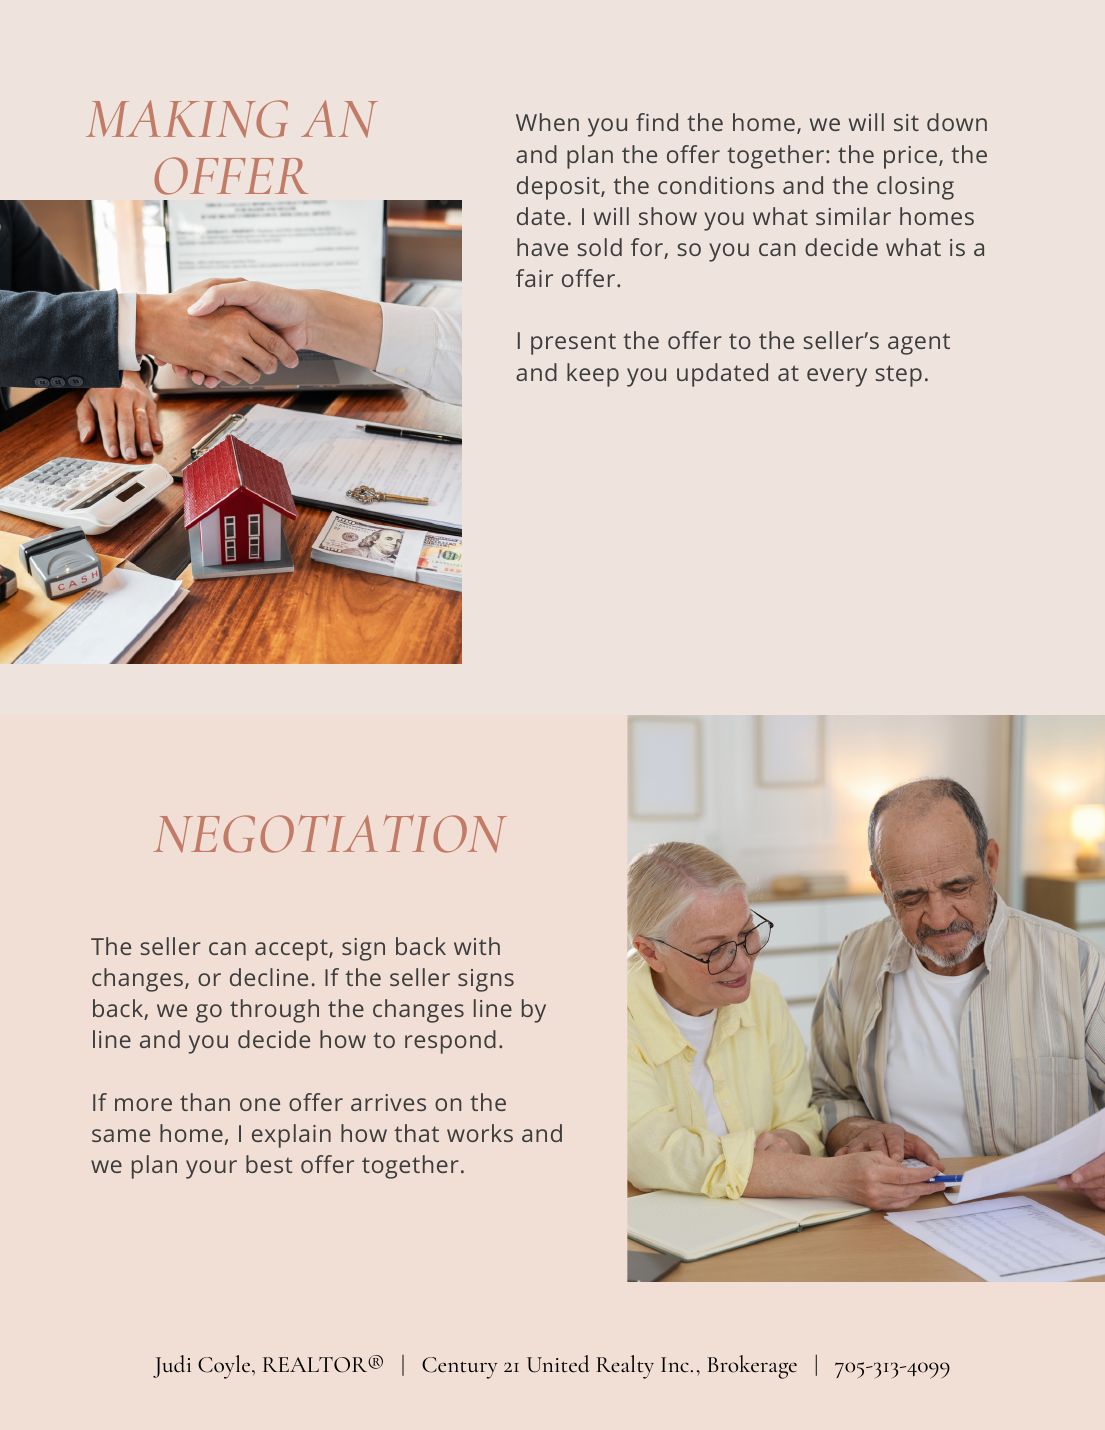 MAKING AN
OFFER
When you find the home, we will sit down
and plan the offer together: the price, the
deposit, the conditions and the closing
date. I will show you what similar homes
have sold for, so you can decide what is a
fair offer.
I present the offer to the seller’s agent
and keep you updated at every step.
CASH
NEGOTIATION
The seller can accept, sign back with
changes, or decline. If the seller signs
back, we go through the changes line by
line and you decide how to respond.
If more than one offer arrives on the
same home, I explain how that works and
we plan your best offer together.
Judi Coyle, REALTOR® | Century 21 United Realty Inc., Brokerage | 705-313-4099